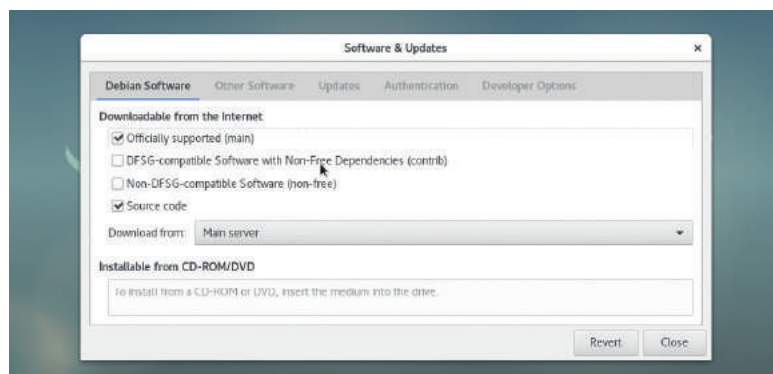 Software & Updates
Debian Software Other Software Updates Authentication Developer Options
Downloadable from the Internet
Officially supported (main)
DFSG-compatible Software with Non-Free Dependencies (contrib)
Non-DFSG-compatible Software (non-free)
Source code
Download from: Main server
Installable from CD-ROM/DVD
To install from a CD-ROM or DVD, insert the medium into the drive.
Revert Close